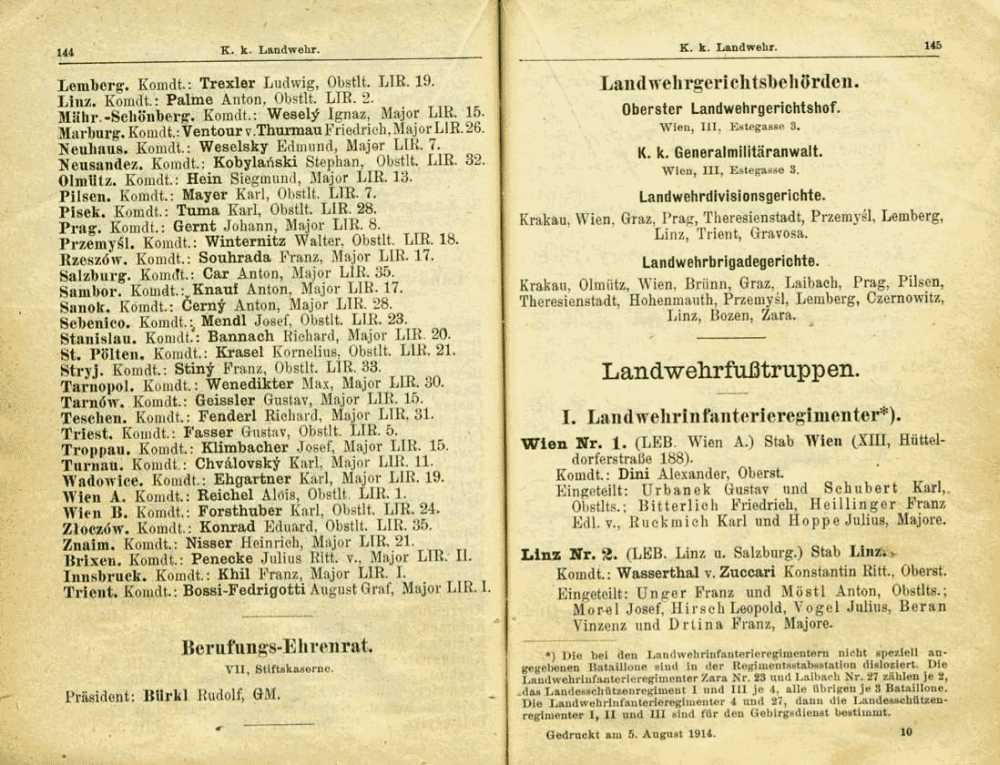 144
K. k. Landwehr.
Lemberg. Komdt.: Trexler Ludwig, Obstlt. LIR. 19.
Linz. Komdt.: Palme Anton, Obstlt. LIR. 2.
Mähr.-Schönberg. Komdt.: Weselý Ignaz, Major LIR. 15.
Marburg. Komdt.: Ventour v. Thurmau Friedrich, Major LIR. 26.
Neuhaus. Komdt.: Weselsky Edmund, Major LIR. 7.
Neusandez. Komdt.: Kobylański Stephan, Obstlt. LIR. 32.
Olmütz. Komdt.: Hein Siegmund, Major LIR. 13.
Pilsen. Komdt.: Mayer Karl, Obstlt. LIR. 7.
Pisek. Komdt.: Tuma Karl, Obstlt. LIR. 28.
Prag. Komdt.: Gernt Johann, Major LIR. 8.
Przemyśl. Komdt.: Winternitz Walter, Obstlt. LIR. 18.
Rzeszów. Komdt.: Souhrada Franz, Major LIR. 17.
Salzburg. Komdt.: Car Anton, Major LIR. 35.
Sambor. Komdt.: Knauf Anton, Major LIR. 17.
Sanok. Komdt.: Černý Anton, Major LIR. 28.
Sebenico. Komdt.: Mendl Josef, Obstlt. LIR. 23.
Stanislau. Komdt.: Bannach Richard, Major LIR. 20.
St. Pölten. Komdt.: Krasel Kornelius, Obstlt. LIR. 21.
Stryj. Komdt.: Stiný Franz, Obstlt. LIR. 33.
Tarnopol. Komdt.: Wenedikter Max, Major LIR. 30.
Tarnów. Komdt.: Geissler Gustav, Major LIR. 15.
Teschen. Komdt.: Fenderl Richard, Major LIR. 31.
Triest. Komdt.: Fasser Gustav, Obstlt. LIR. 5.
Troppau. Komdt.: Klimbacher Josef, Major LIR. 15.
Turnau. Komdt.: Chválovský Karl, Major LIR. 11.
Wadowice. Komdt.: Ehgartner Karl, Major LIR. 19.
Wien A. Komdt.: Reichel Alois, Obstlt. LIR. 1.
Wien B. Komdt.: Forsthuber Karl, Obstlt. LIR. 24.
Złoczów. Komdt.: Konrad Eduard, Obstlt. LIR. 35.
Znaim. Komdt.: Nisser Heinrich, Major LIR. 21.
Brixen. Komdt.: Penecke Julius Ritt. v., Major LIR. II.
Innsbruck. Komdt.: Khil Franz, Major LIR. I.
Trient. Komdt.: Bossi-Fedrigotti August Graf, Major LIR. I.
Berufungs-Ehrenrat.
VII, Stiftskaserne.
Präsident: Bürkl Rudolf, GM.
K. k. Landwehr.
145
Landwehrgerichtsbehörden.
Oberster Landwehrgerichtshof.
Wien, III, Estegasse 3.
K. k. Generalmilitäranwalt.
Wien, III, Estegasse 3.
Landwehrdivisionsgerichte.
Krakau, Wien, Graz, Prag, Theresienstadt, Przemyśl, Lemberg,
Linz, Trient, Gravosa.
Landwehrbrigadegerichte.
Krakau, Olmütz, Wien, Brünn, Graz, Laibach, Prag, Pilsen,
Theresienstadt, Hohenmauth, Przemyśl, Lemberg, Czernowitz,
Linz, Bozen, Zara.
Landwehrfußtruppen.
I. Landwehrinfanterieregimenter*).
Wien Nr. 1. (LEB. Wien A.) Stab Wien (XIII, Hüttel-
dorferstraße 188).
Komdt.: Dini Alexander, Oberst.
Eingeteilt: Urbanek Gustav und Schubert Karl,
Obstlts.; Bitterlich Friedrich, Heillinger Franz
Edl. v., Ruckmich Karl und Hoppe Julius, Majore.
Linz Nr. 2. (LEB. Linz u. Salzburg.) Stab Linz.
Komdt.: Wasserthal v. Zuccari Konstantin Ritt., Oberst.
Eingeteilt: Unger Franz und Möstl Anton, Obstlts.;
Morel Josef, Hirsch Leopold, Vogel Julius, Beran
Vinzenz und Drtina Franz, Majore.
*) Die bei den Landwehrinfanterieregimentern nicht speziell an-
gegebenen Bataillone sind in der Regimentsstabsstation disloziert. Die
Landwehrinfanterieregimenter Zara Nr. 23 und Laibach Nr. 27 zählen je 2,
das Landesschützenregiment I und III je 4, alle übrigen je 3 Bataillone.
Die Landwehrinfanterieregimenter 4 und 27, dann die Landesschützen-
regimenter I, II und III sind für den Gebirgsdienst bestimmt.
Gedruckt am 5. August 1914.
10